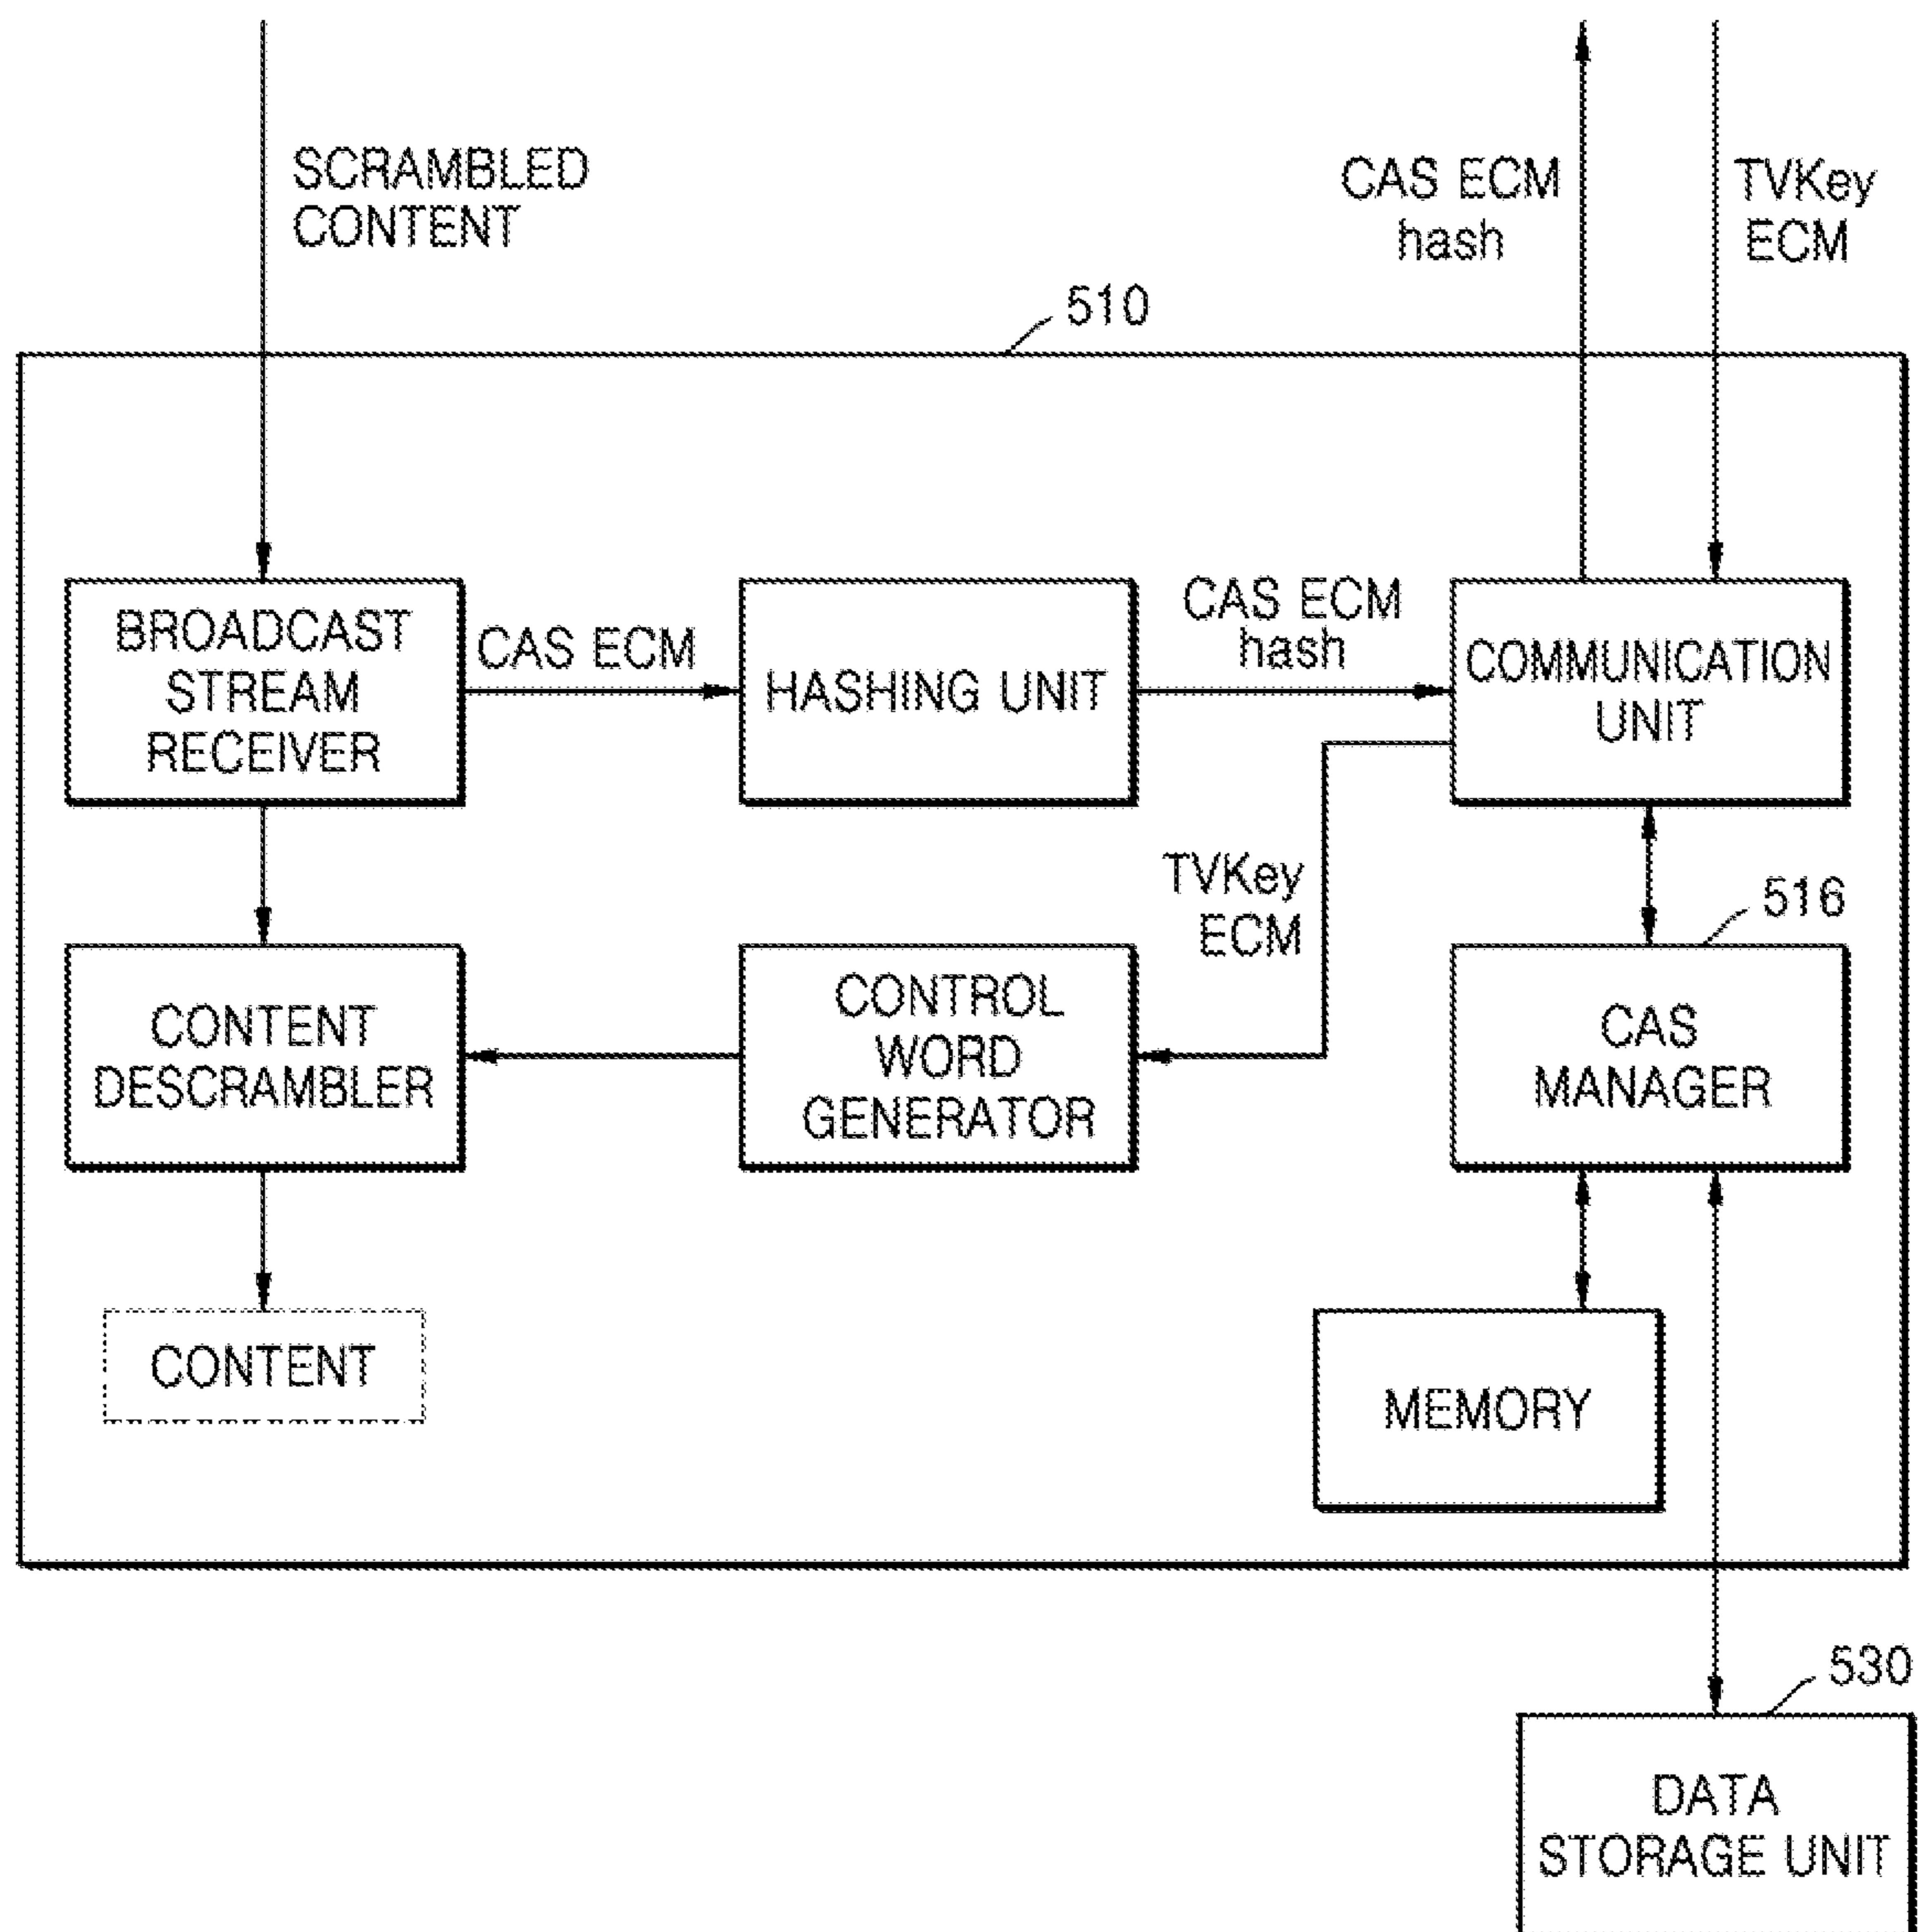 SCRAMBLED
CONTENT
CAS ECM
hash
TVKey
ECM
510
BROADCAST
STREAM
RECEIVER
CAS ECM
HASHING UNIT
CAS ECM
hash
COMMUNICATION
UNIT
TVKey
ECM
516
CONTENT
DESCRAMBLER
CONTROL
WORD
GENERATOR
CAS
MANAGER
CONTENT
MEMORY
530
DATA
STORAGE UNIT